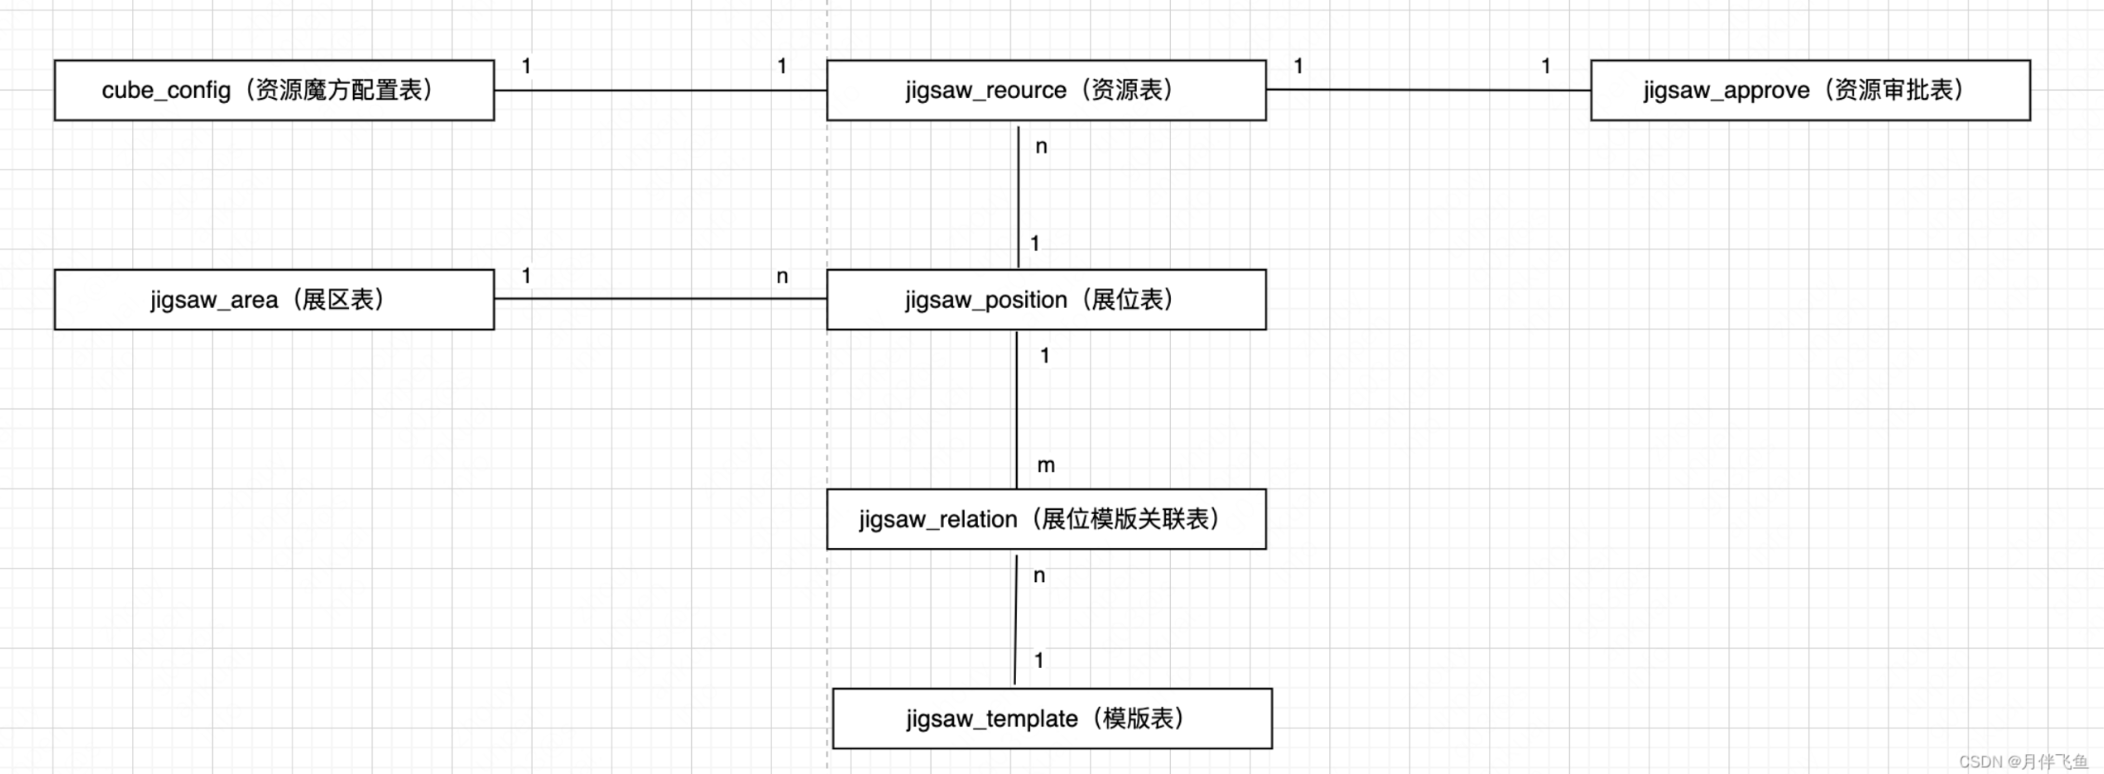 cube_config（资源魔方配置表）
1
1
jigsaw_reource（资源表）
1
1
jigsaw_approve（资源审批表）
n
1
jigsaw_area（展区表）
1
n
jigsaw_position（展位表）
1
m
jigsaw_relation（展位模版关联表）
n
1
jigsaw_template（模版表）
CSDN @月伴飞鱼